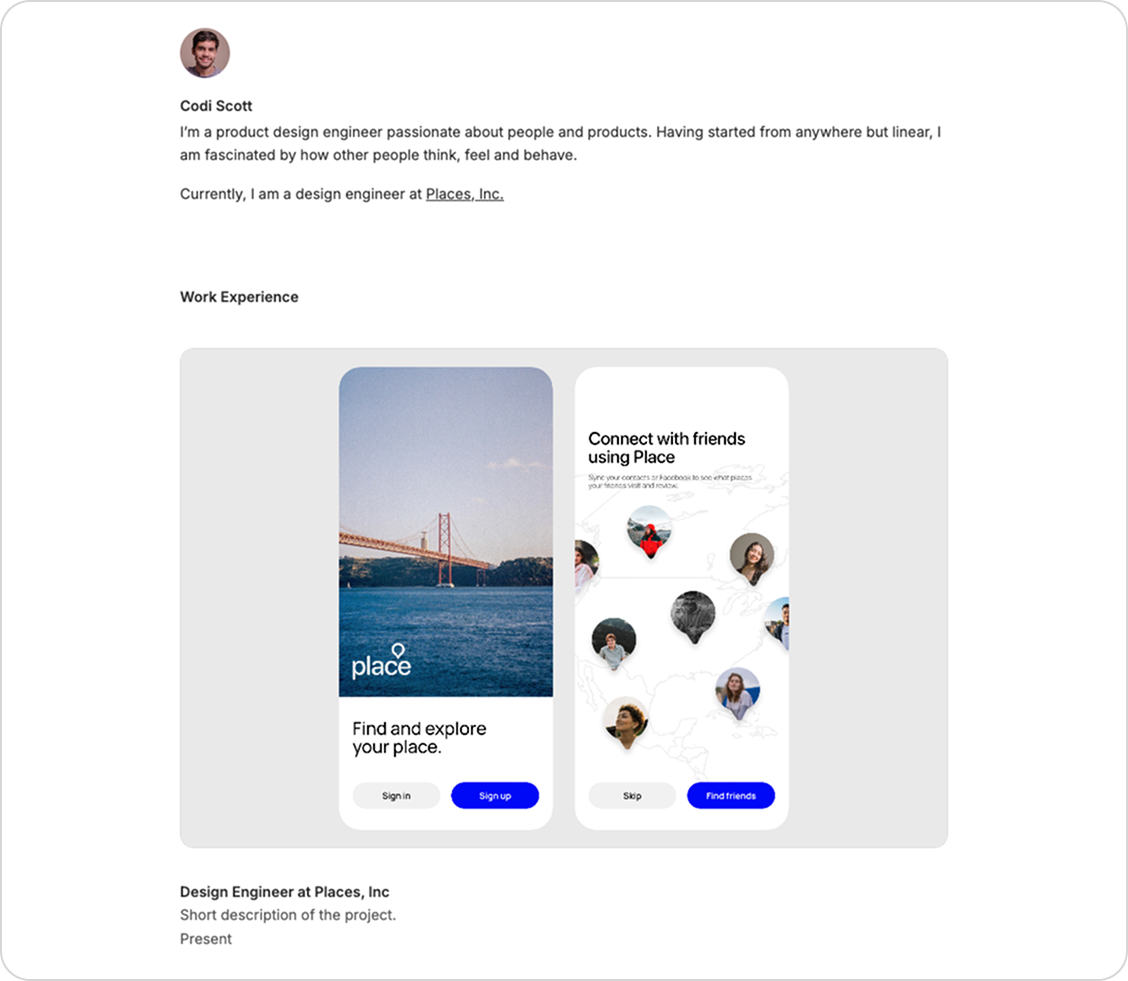 Codi Scott
I'm a product design engineer passionate about people and products. Having started from anywhere but linear, I
am fascinated by how other people think, feel and behave.
Currently, I am a design engineer at Places, Inc.
Work Experience
place
Find and explore
your place.
Sign in
Sign up
Connect with friends
using Place
Sync your contacts or Facebook to see what places
your friends visit and review.
Skip
Find friends
Design Engineer at Places, Inc
Short description of the project.
Present